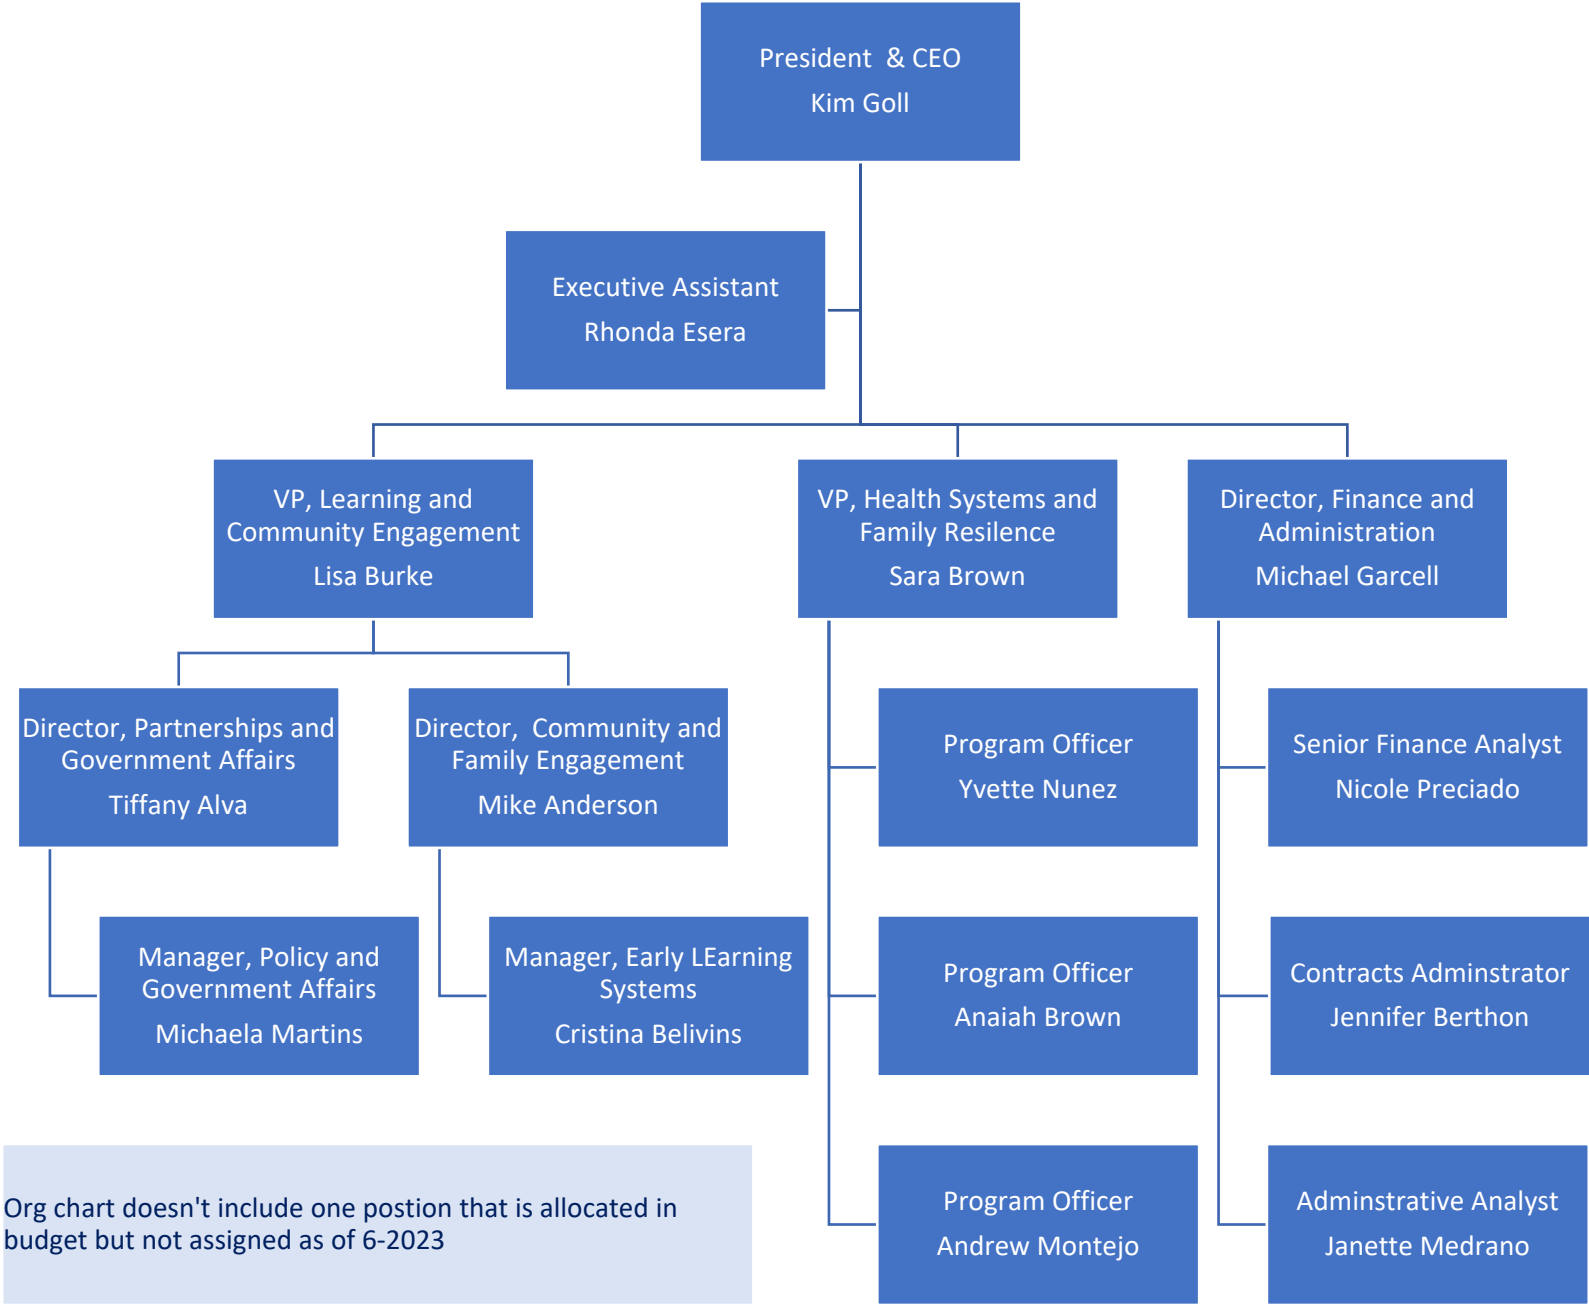 President  & CEO
Kim Goll
Executive Assistant
Rhonda Esera
VP, Learning and
Community Engagement
Lisa Burke
VP, Health Systems and
Family Resilence
Sara Brown
Director, Finance and
Administration
Michael Garcell
Director, Partnerships and
Government Affairs
Tiffany Alva
Director,  Community and
Family Engagement
Mike Anderson
Program Officer
Yvette Nunez
Senior Finance Analyst
Nicole Preciado
Manager, Policy and
Government Affairs
Michaela Martins
Manager, Early LEarning
Systems
Cristina Belivins
Program Officer
Anaiah Brown
Contracts Adminstrator
Jennifer Berthon
Org chart doesn't include one postion that is allocated in
budget but not assigned as of 6-2023
Program Officer
Andrew Montejo
Adminstrative Analyst
Janette Medrano